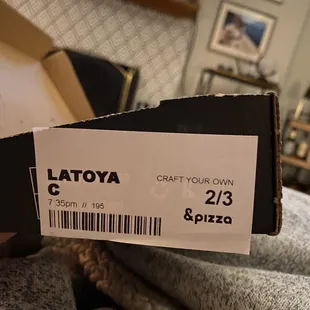 LATOYA
C
CRAFT YOUR OWN
2/3
7:35pm // 195
&pizza